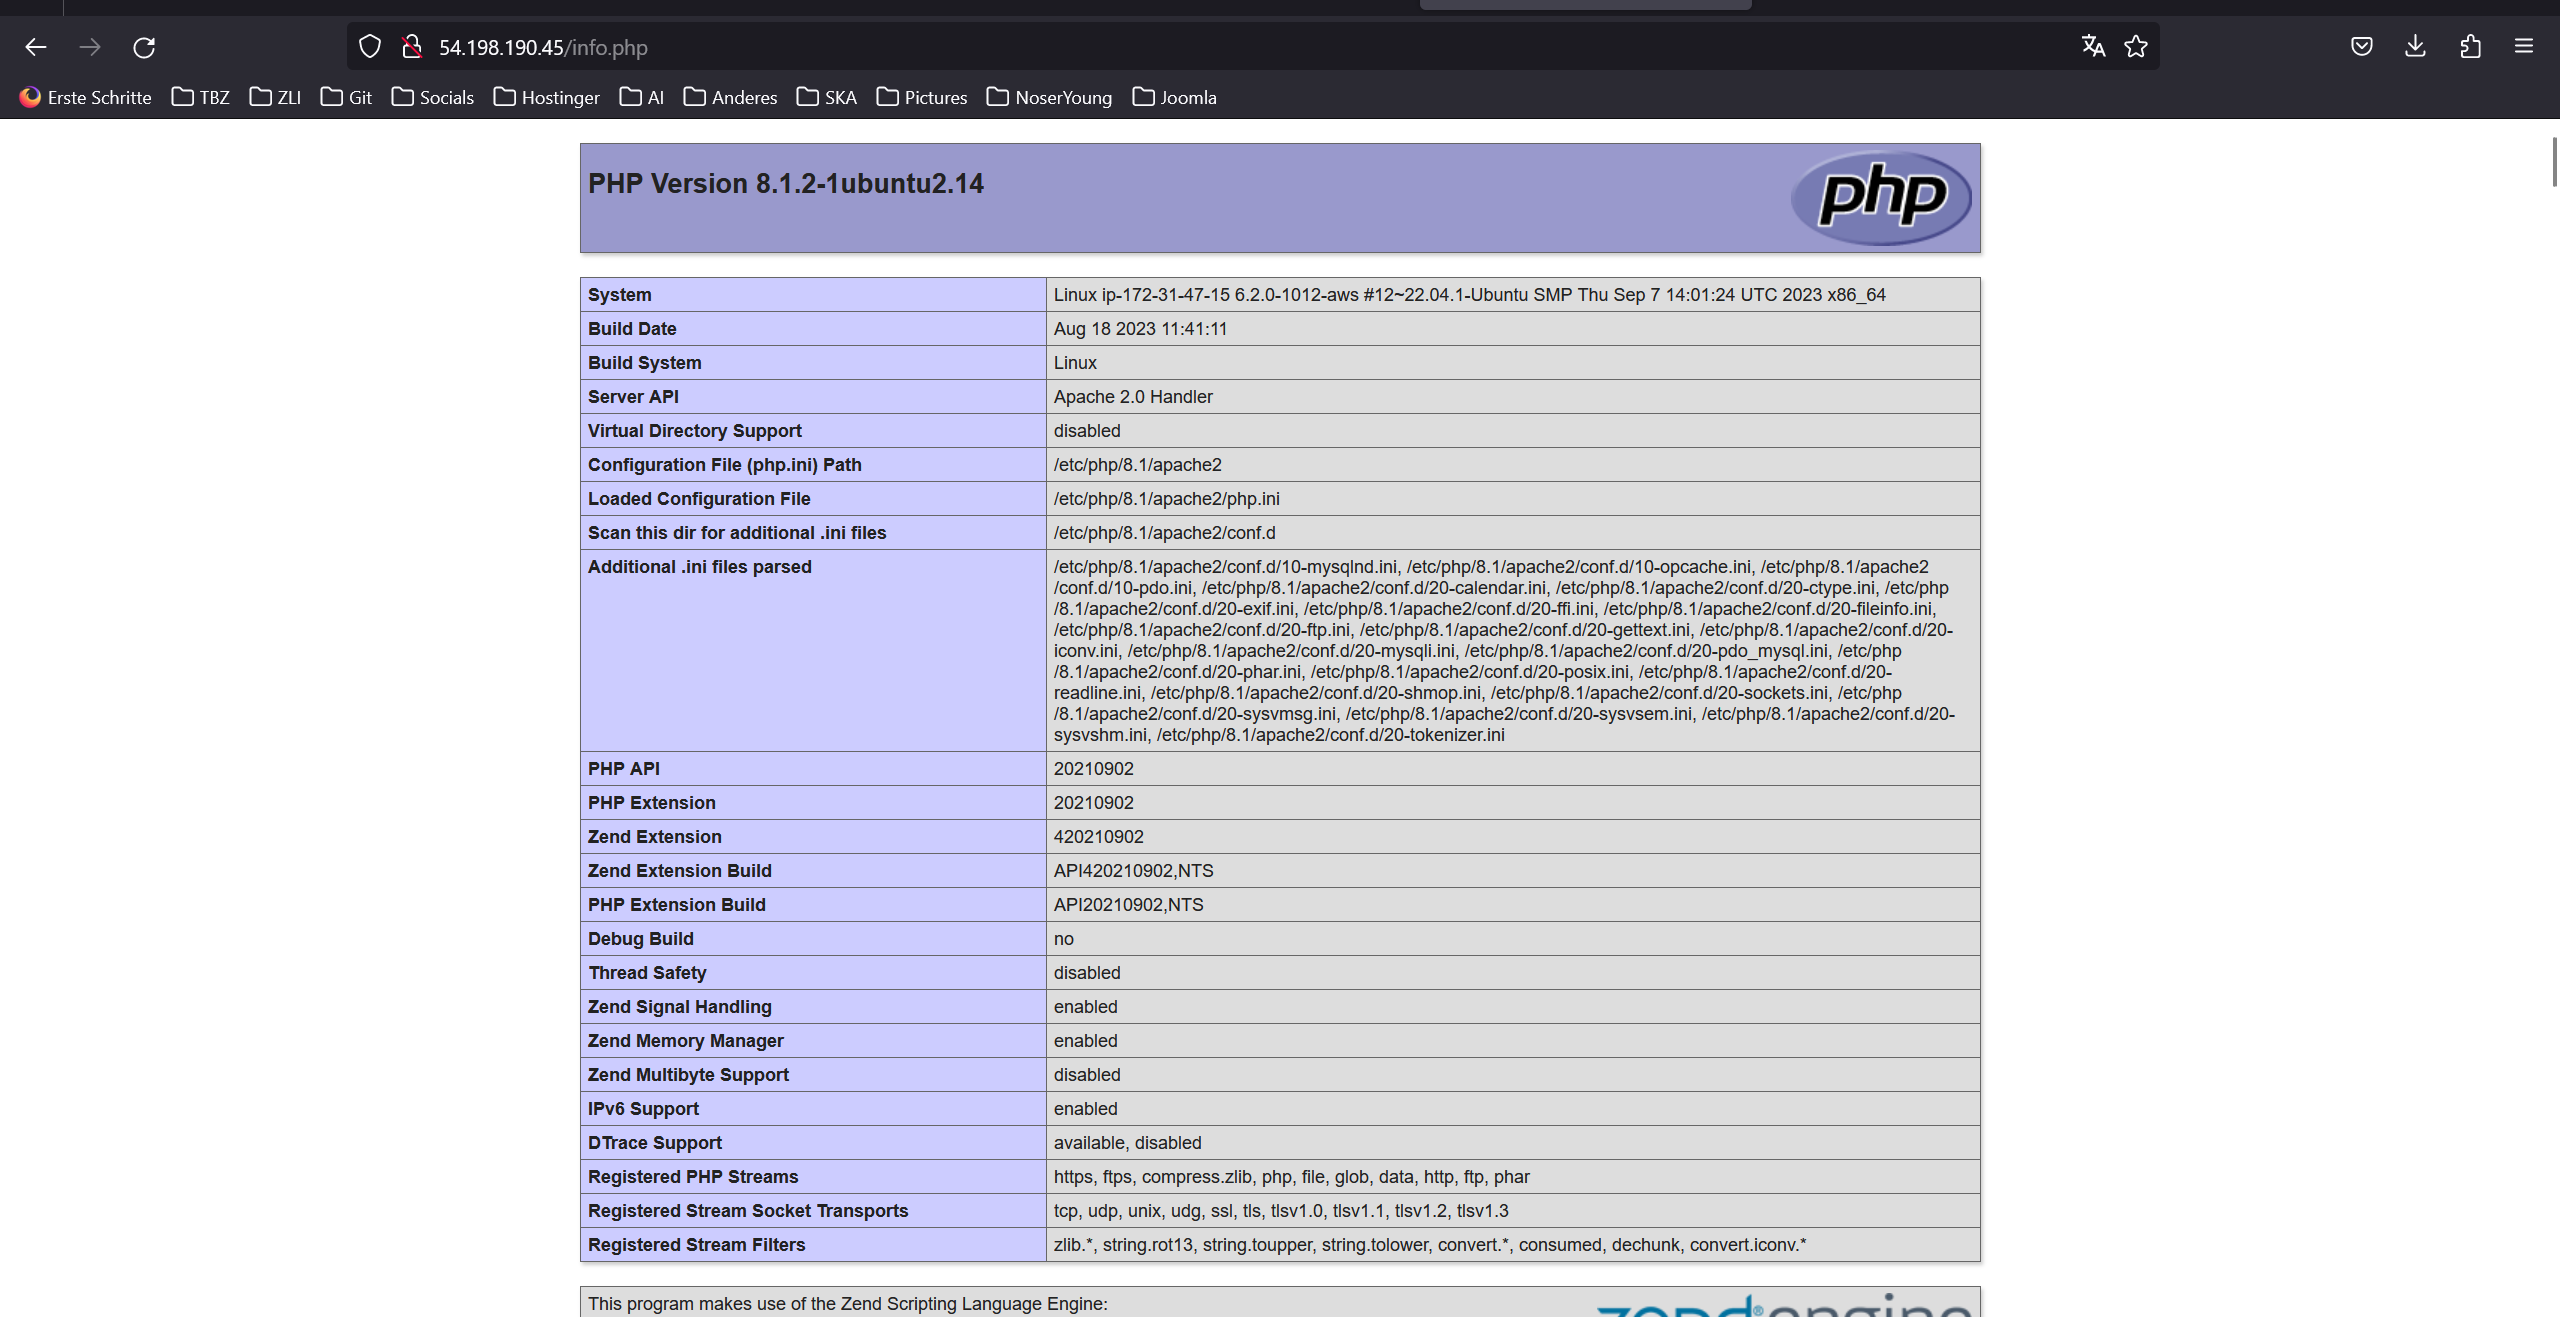 54.198.190.45/info.php
Erste Schritte TBZ ZLI Git Socials Hostinger AI Anderes SKA Pictures NoserYoung Joomla
PHP Version 8.1.2-1ubuntu2.14
php
System Linux ip-172-31-47-15 6.2.0-1012-aws #12~22.04.1-Ubuntu SMP Thu Sep 7 14:01:24 UTC 2023 x86_64
Build Date Aug 18 2023 11:41:11
Build System Linux
Server API Apache 2.0 Handler
Virtual Directory Support disabled
Configuration File (php.ini) Path /etc/php/8.1/apache2
Loaded Configuration File /etc/php/8.1/apache2/php.ini
Scan this dir for additional .ini files /etc/php/8.1/apache2/conf.d
Additional .ini files parsed /etc/php/8.1/apache2/conf.d/10-mysqlnd.ini, /etc/php/8.1/apache2/conf.d/10-opcache.ini, /etc/php/8.1/apache2
/conf.d/10-pdo.ini, /etc/php/8.1/apache2/conf.d/20-calendar.ini, /etc/php/8.1/apache2/conf.d/20-ctype.ini, /etc/php
/8.1/apache2/conf.d/20-exif.ini, /etc/php/8.1/apache2/conf.d/20-ffi.ini, /etc/php/8.1/apache2/conf.d/20-fileinfo.ini,
/etc/php/8.1/apache2/conf.d/20-ftp.ini, /etc/php/8.1/apache2/conf.d/20-gettext.ini, /etc/php/8.1/apache2/conf.d/20-
iconv.ini, /etc/php/8.1/apache2/conf.d/20-mysqli.ini, /etc/php/8.1/apache2/conf.d/20-pdo_mysql.ini, /etc/php
/8.1/apache2/conf.d/20-phar.ini, /etc/php/8.1/apache2/conf.d/20-posix.ini, /etc/php/8.1/apache2/conf.d/20-
readline.ini, /etc/php/8.1/apache2/conf.d/20-shmop.ini, /etc/php/8.1/apache2/conf.d/20-sockets.ini, /etc/php
/8.1/apache2/conf.d/20-sysvmsg.ini, /etc/php/8.1/apache2/conf.d/20-sysvsem.ini, /etc/php/8.1/apache2/conf.d/20-
sysvshm.ini, /etc/php/8.1/apache2/conf.d/20-tokenizer.ini
PHP API 20210902
PHP Extension 20210902
Zend Extension 420210902
Zend Extension Build API420210902,NTS
PHP Extension Build API20210902,NTS
Debug Build no
Thread Safety disabled
Zend Signal Handling enabled
Zend Memory Manager enabled
Zend Multibyte Support disabled
IPv6 Support enabled
DTrace Support available, disabled
Registered PHP Streams https, ftps, compress.zlib, php, file, glob, data, http, ftp, phar
Registered Stream Socket Transports tcp, udp, unix, udg, ssl, tls, tlsv1.0, tlsv1.1, tlsv1.2, tlsv1.3
Registered Stream Filters zlib.*, string.rot13, string.toupper, string.tolower, convert.*, consumed, dechunk, convert.iconv.*
This program makes use of the Zend Scripting Language Engine:
zend®engine